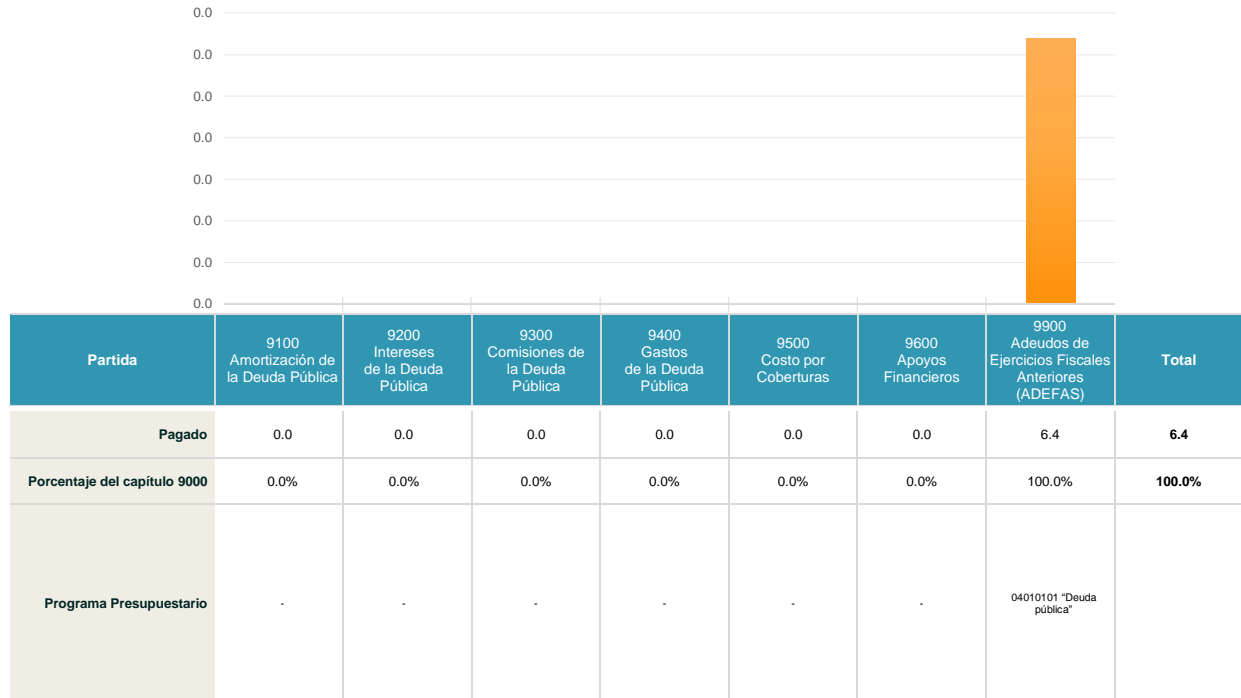 0.0
0.0
0.0
0.0
0.0
0.0
0.0
0.0
Partida
9100
Amortización de
la Deuda Pública
9200
Intereses
de la Deuda
Pública
9300
Comisiones de
la Deuda
Pública
9400
Gastos
de la Deuda
Pública
9500
Costo por
Coberturas
9600
Apoyos
Financieros
9900
Adeudos de
Ejercicios Fiscales
Anteriores
(ADEFAS)
Total
Pagado 0.0 0.0 0.0 0.0 0.0 0.0 6.4 6.4
Porcentaje del capítulo 9000 0.0% 0.0% 0.0% 0.0% 0.0% 0.0% 100.0% 100.0%
Programa Presupuestario - - - - - - 04010101 “Deuda
pública”